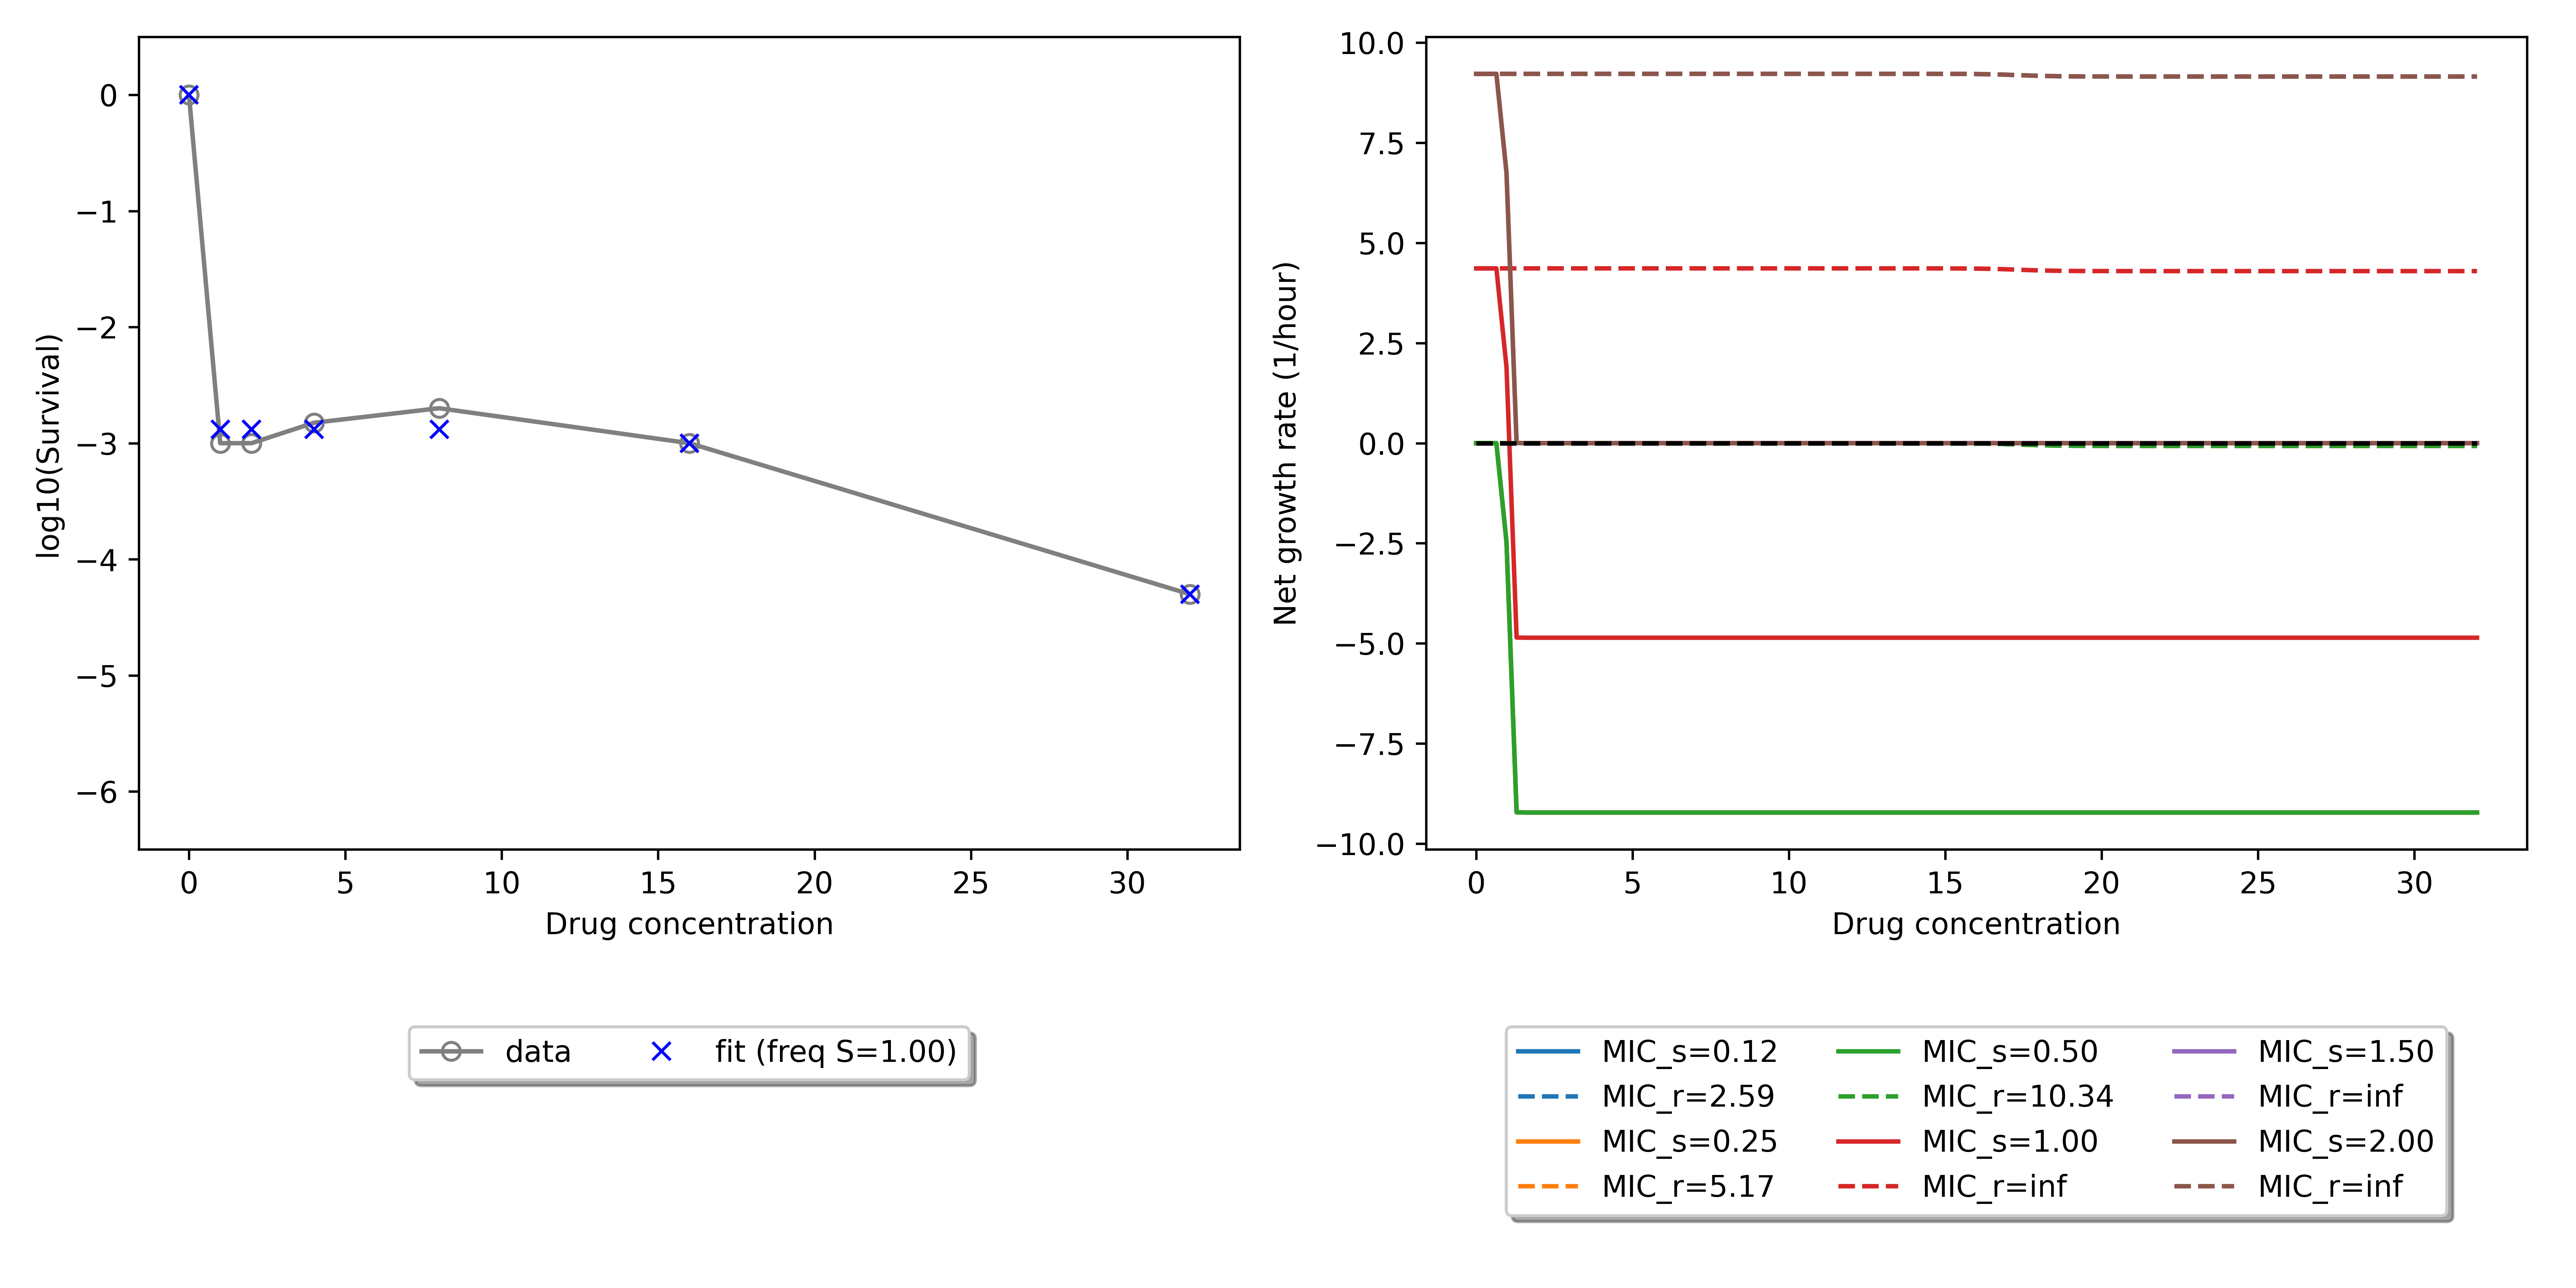 0
−1
−2
−3
−4
−5
−6
log10(Survival)
0 5 10 15 20 25 30
Drug concentration
data fit (freq S=1.00)
10.0
7.5
5.0
2.5
0.0
−2.5
−5.0
−7.5
−10.0
Net growth rate (1/hour)
0 5 10 15 20 25 30
Drug concentration
MIC_s=0.12 MIC_s=0.50 MIC_s=1.50
MIC_r=2.59 MIC_r=10.34 MIC_r=inf
MIC_s=0.25 MIC_s=1.00 MIC_s=2.00
MIC_r=5.17 MIC_r=inf MIC_r=inf